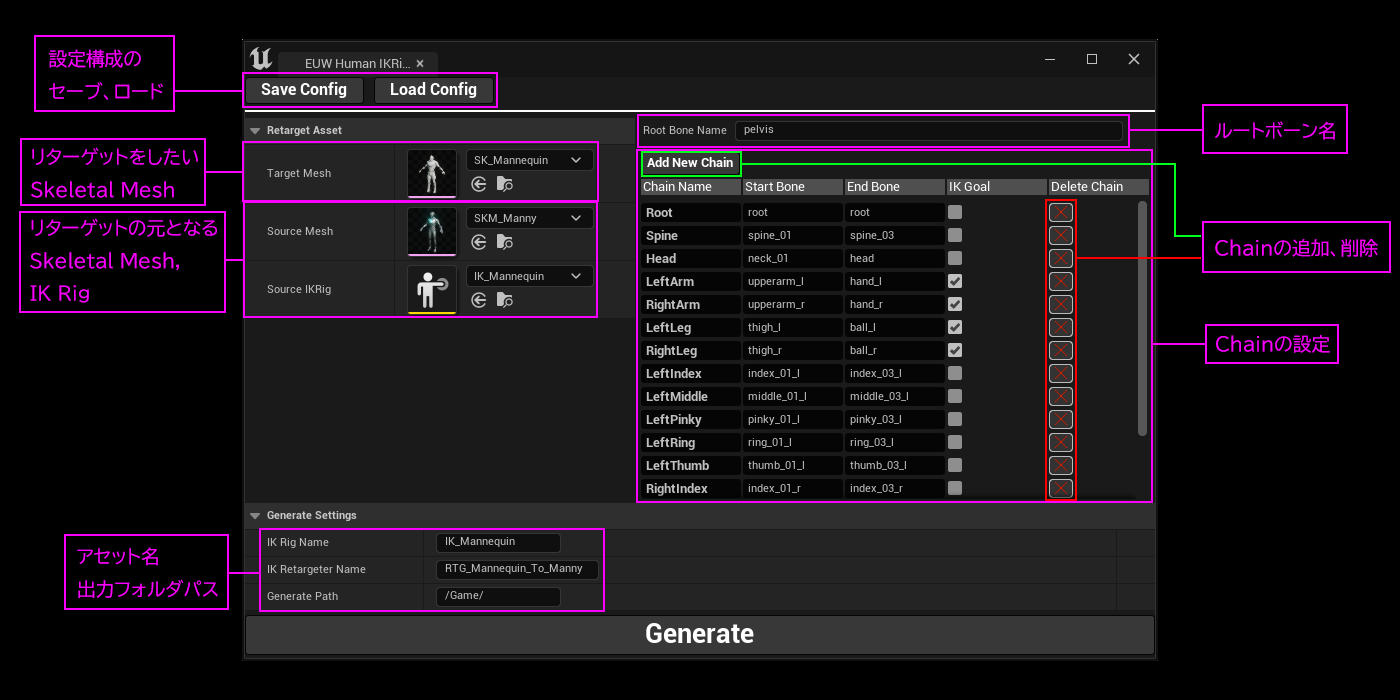 設定構成の
セーブ、ロード
EUW Human IKRi...
Save Config
Load Config
リターゲットをしたい
Skeletal Mesh
リターゲットの元となる
Skeletal Mesh,
IK Rig
Retarget Asset
Target Mesh
SK_Mannequin
Source Mesh
SKM_Manny
Source IKRig
IK_Mannequin
Root Bone Name pelvis
ルートボーン名
Add New Chain
Chainの追加、削除
Chainの設定
Chain Name Start Bone End Bone IK Goal Delete Chain
Root root root
Spine spine_01 spine_03
Head neck_01 head
LeftArm upperarm_l hand_l
RightArm upperarm_r hand_r
LeftLeg thigh_l ball_l
RightLeg thigh_r ball_r
LeftIndex index_01_l index_03_l
LeftMiddle middle_01_l middle_03_l
LeftPinky pinky_01_l pinky_03_l
LeftRing ring_01_l ring_03_l
LeftThumb thumb_01_l thumb_03_l
RightIndex index_01_r index_03_r
Generate Settings
アセット名
出力フォルダパス
IK Rig Name IK_Mannequin
IK Retargeter Name RTG_Mannequin_To_Manny
Generate Path /Game/
Generate